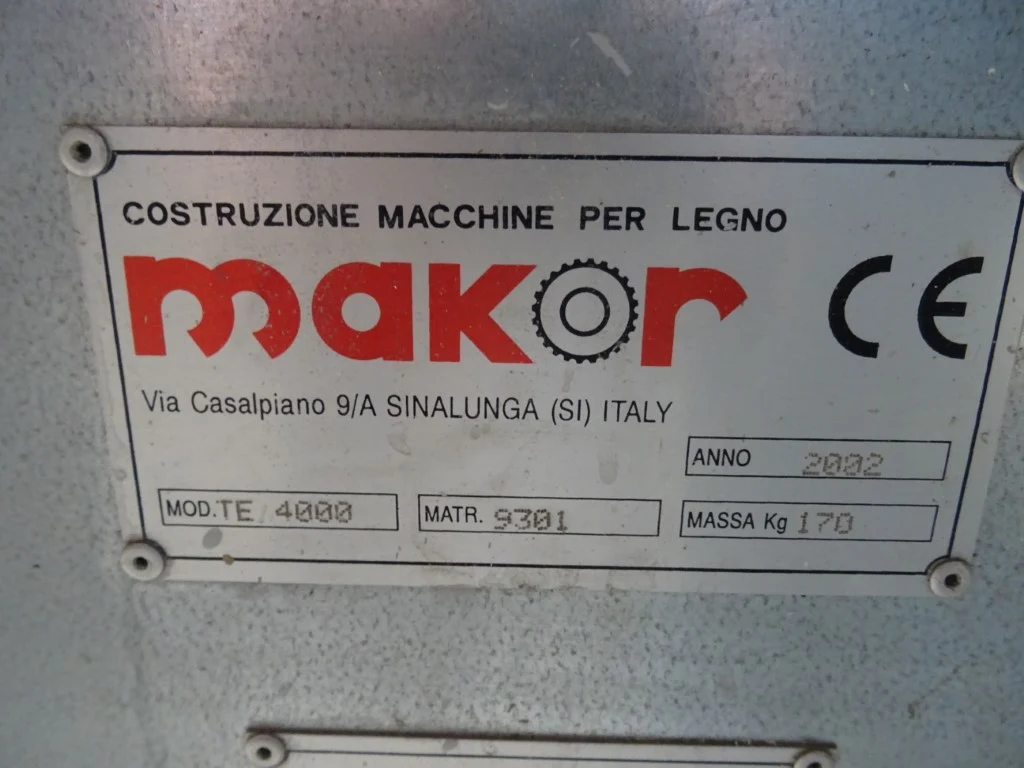 COSTRUZIONE MACCHINE PER LEGNO
makor CE
Via Casalpiano 9/A SINALUNGA (SI) ITALY
ANNO 2002
MOD. TE 4000 MATR. 9301 MASSA Kg 170